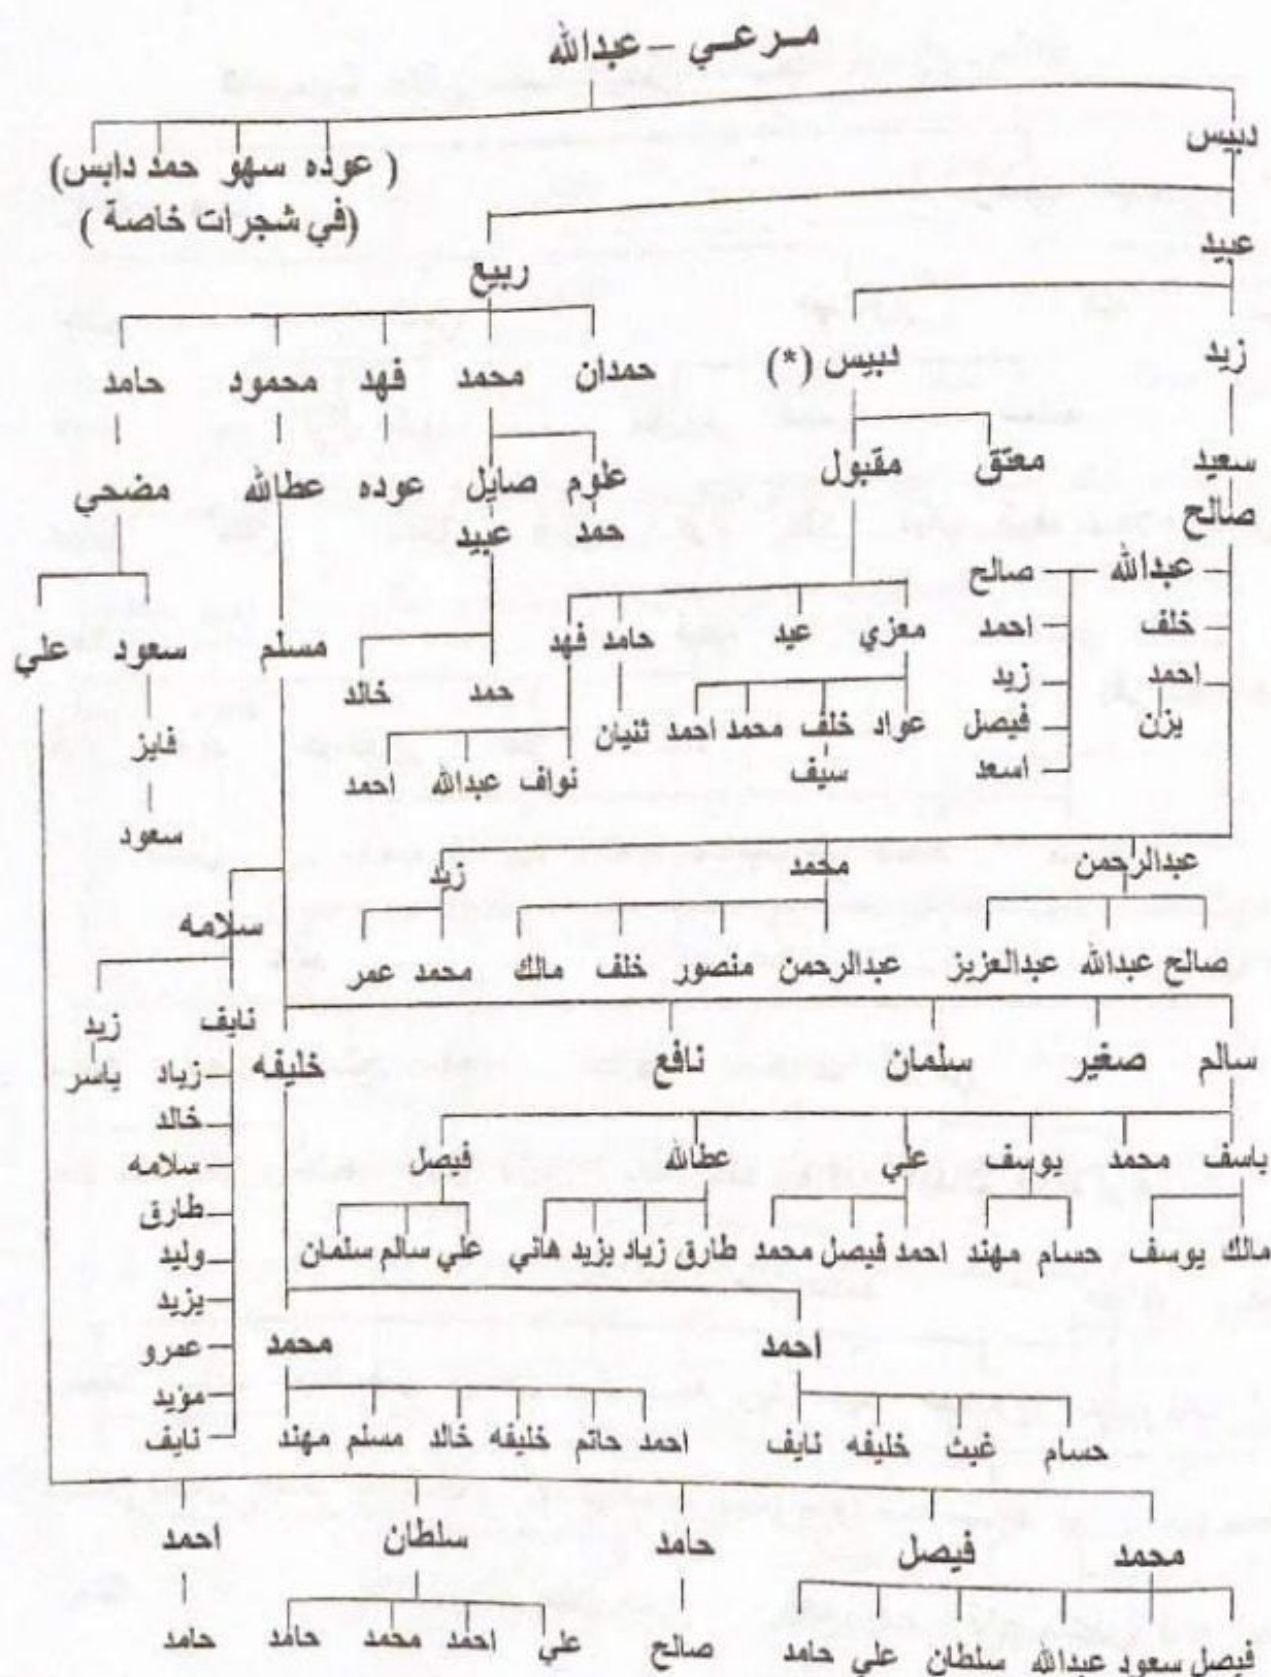 مـرعـي – عبدالله
دبيس
( عوده سهو حمد دابس)
(في شجرات خاصة )
عبيد
ربيع
زيد
دبيس (*)
حمدان محمد فهد محمود حامد
سعيد
معتق مقبول
علوم صايل عوده عطالله مضحي
صالح
حمد عبيد
عبدالله صالح
خلف احمد
معزي عيد حامد فهد
مسلم سعود علي
احمد زيد
حمد خالد
يزن فيصل
عواد خلف محمد احمد ثنيان
سيف
اسعد
نواف عبدالله احمد
فايز
سعود
عبدالرحمن محمد زيد
سلامه
صالح عبدالله عبدالعزيز عبدالرحمن منصور خلف مالك محمد عمر
نايف زيد
سالم صغير سلمان نافع خليفه
زياد ياسر
خالد
ياسف محمد يوسف علي عطالله فيصل
سلامه
طارق
مالك يوسف حسام مهند احمد فيصل محمد طارق زياد يزيد هاني علي سالم سلمان
وليد
يزيد
احمد محمد
عمرو
مؤيد
نايف
حسام غيث خليفه نايف احمد حاتم خليفه خالد مسلم مهند
محمد فيصل حامد سلطان احمد
فيصل سعود عبدالله سلطان علي حامد صالح علي احمد محمد حامد حامد